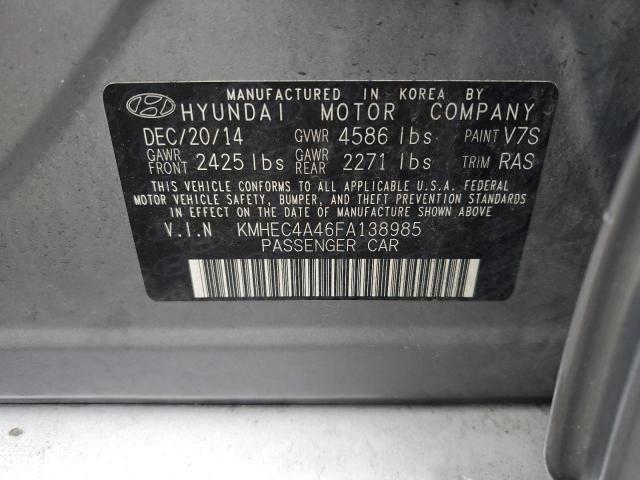 MANUFACTURED IN KOREA BY
HYUNDAI MOTOR COMPANY
DEC/20/14 GVWR 4586 lbs PAINT V7S
GAWR FRONT 2425 lbs GAWR REAR 2271 lbs TRIM RAS
THIS VEHICLE CONFORMS TO ALL APPLICABLE U.S.A. FEDERAL
MOTOR VEHICLE SAFETY, BUMPER, AND THEFT PREVENTION STANDARDS
IN EFFECT ON THE DATE OF MANUFACTURE SHOWN ABOVE.
V.I.N KMHEC4A46FA138985
PASSENGER CAR